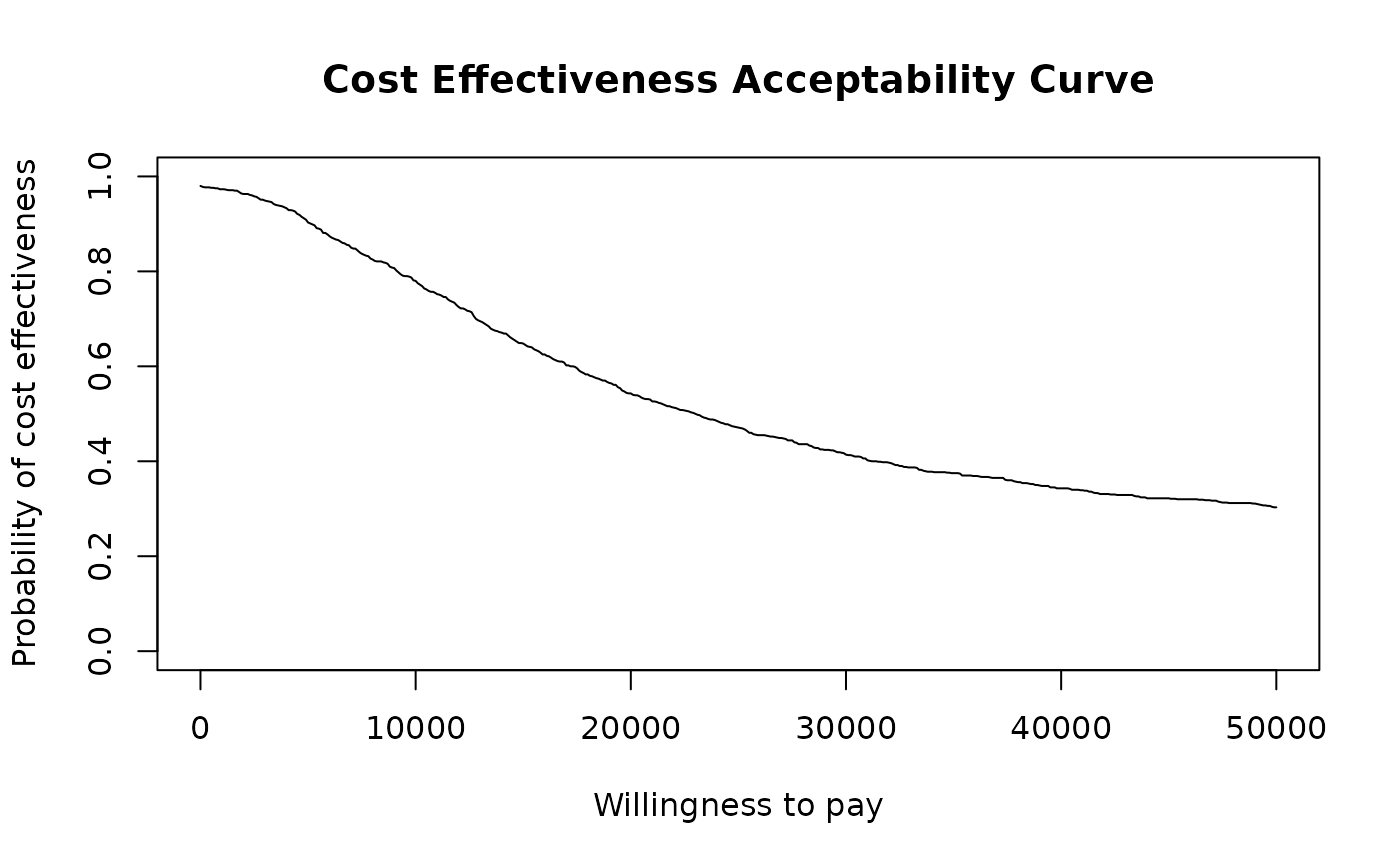 Cost Effectiveness Acceptability Curve
Probability of cost effectiveness
1.0
0.8
0.6
0.4
0.2
0.0
0 10000 20000 30000 40000 50000
Willingness to pay